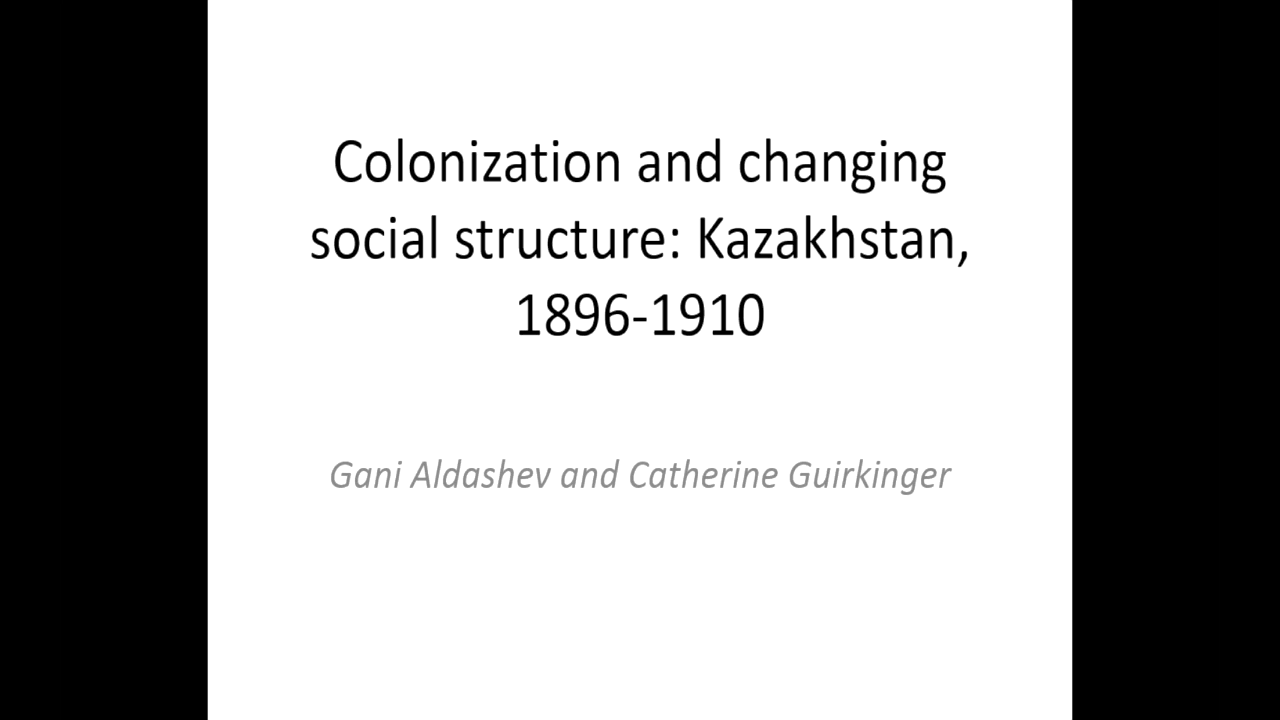 Colonization and changing
social structure: Kazakhstan,
1896-1910
Gani Aldashev and Catherine Guirkinger